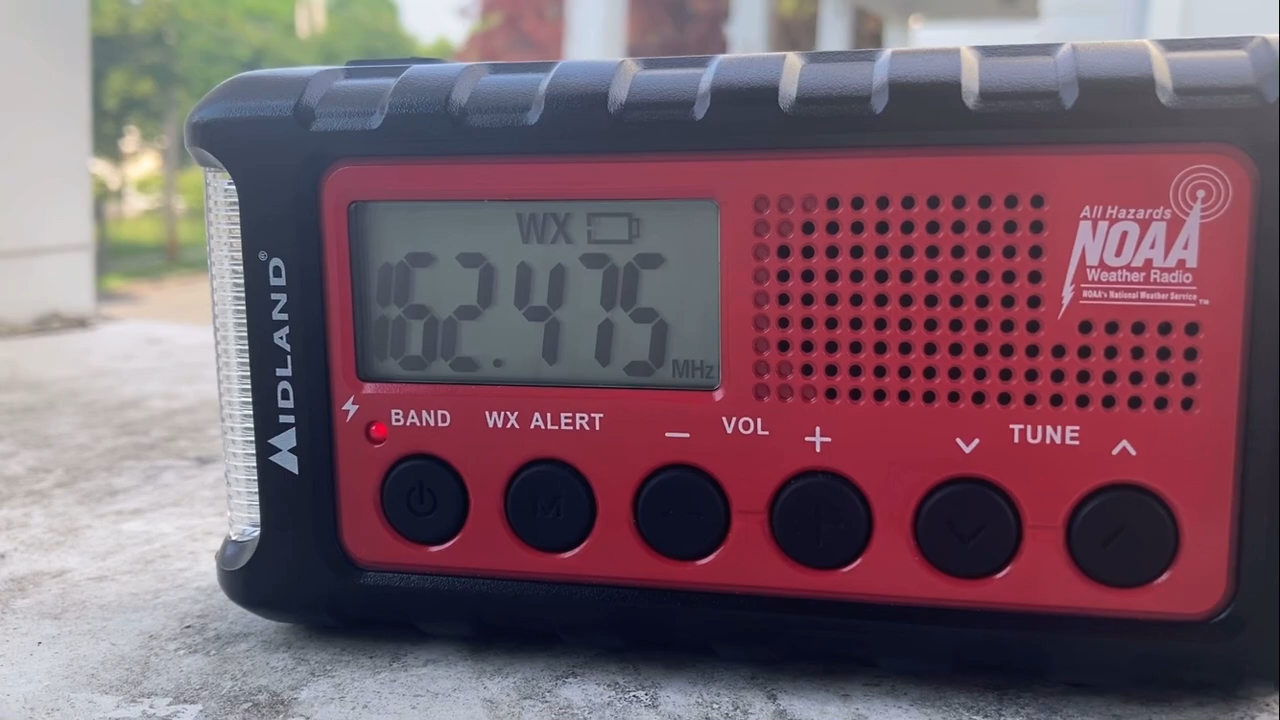 All Hazards
NOAA
Weather Radio
NOAA's National Weather Service TM
WX
162.475
MHz
MIDLAND®
BAND
WX ALERT
− VOL +
TUNE
M